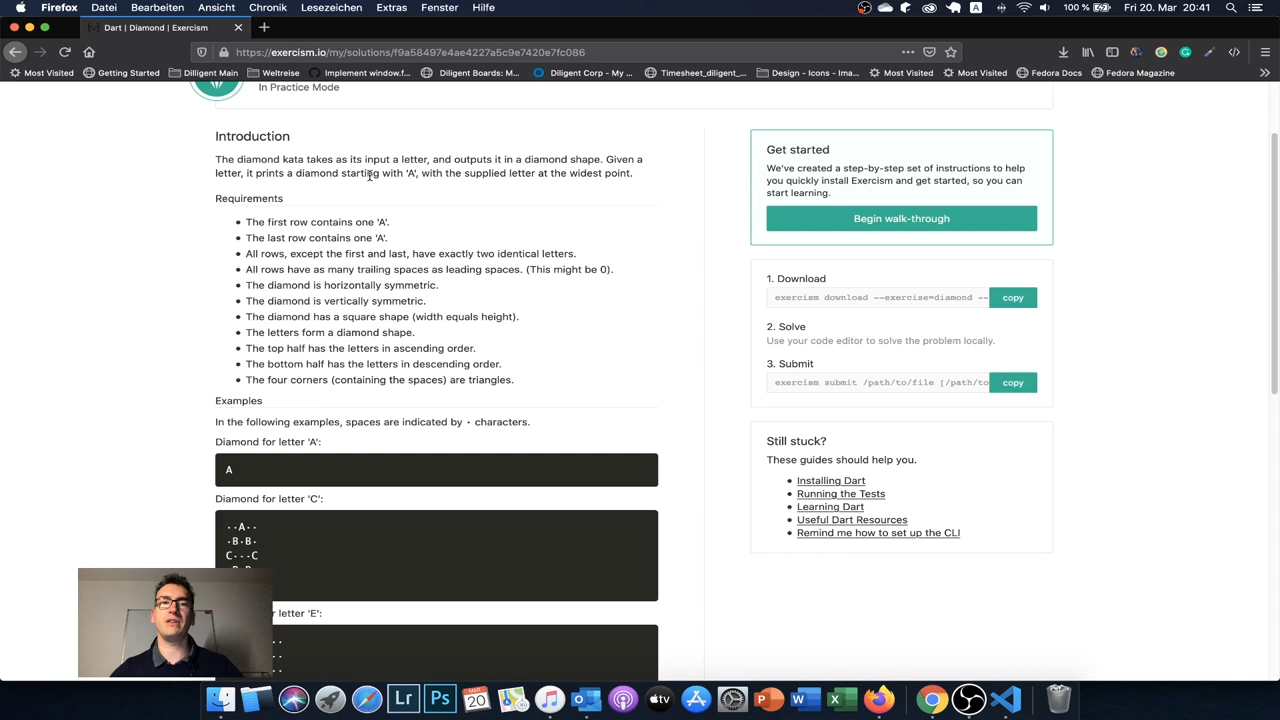 Firefox Datei Bearbeiten Ansicht Chronik Lesezeichen Extras Fenster Hilfe 100 % Fr 20. Mar 20:41
Dart | Diamond | Exercism
https://exercism.io/my/solutions/f9a58497e4ae4227a5c9e7420e7fc086
Most Visited Getting Started Diligent Main Weltreise Implement window.f... Diligent Boards: M... Diligent Corp - My ... Timesheet_diligent_... Design - Icons - Ima... Most Visited Most Visited Fedora Docs Fedora Magazine
In Practice Mode
Introduction
The diamond kata takes as its input a letter, and outputs it in a diamond shape. Given a
letter, it prints a diamond starting with 'A', with the supplied letter at the widest point.
Requirements
• The first row contains one 'A'.
• The last row contains one 'A'.
• All rows, except the first and last, have exactly two identical letters.
• All rows have as many trailing spaces as leading spaces. (This might be 0).
• The diamond is horizontally symmetric.
• The diamond is vertically symmetric.
• The diamond has a square shape (width equals height).
• The letters form a diamond shape.
• The top half has the letters in ascending order.
• The bottom half has the letters in descending order.
• The four corners (containing the spaces) are triangles.
Examples
In the following examples, spaces are indicated by · characters.
Diamond for letter 'A':
A
Diamond for letter 'C':
··A··
·B·B·
C···C
letter 'E':
Get started
We've created a step-by-step set of instructions to help
you quickly install Exercism and get started, so you can
start learning.
Begin walk-through
1. Download
exercism download --exercise=diamond -- copy
2. Solve
Use your code editor to solve the problem locally.
3. Submit
exercism submit /path/to/file [/path/to copy
Still stuck?
These guides should help you.
• Installing Dart
• Running the Tests
• Learning Dart
• Useful Dart Resources
• Remind me how to set up the CLI
Lr Ps MAR 20 tv